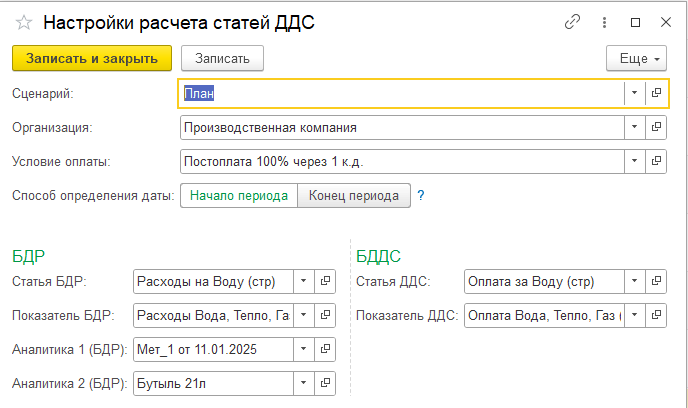 Настройки расчета статей ДДС
Записать и закрыть Записать Еще
Сценарий: План
Организация: Производственная компания
Условие оплаты: Постоплата 100% через 1 к.д.
Способ определения даты: Начало периода Конец периода ?
БДР БДДС
Статья БДР: Расходы на Воду (стр) Статья ДДС: Оплата за Воду (стр)
Показатель БДР: Расходы Вода, Тепло, Га Показатель ДДС: Оплата Вода, Тепло, Газ (
Аналитика 1 (БДР): Мет_1 от 11.01.2025
Аналитика 2 (БДР): Бутыль 21л